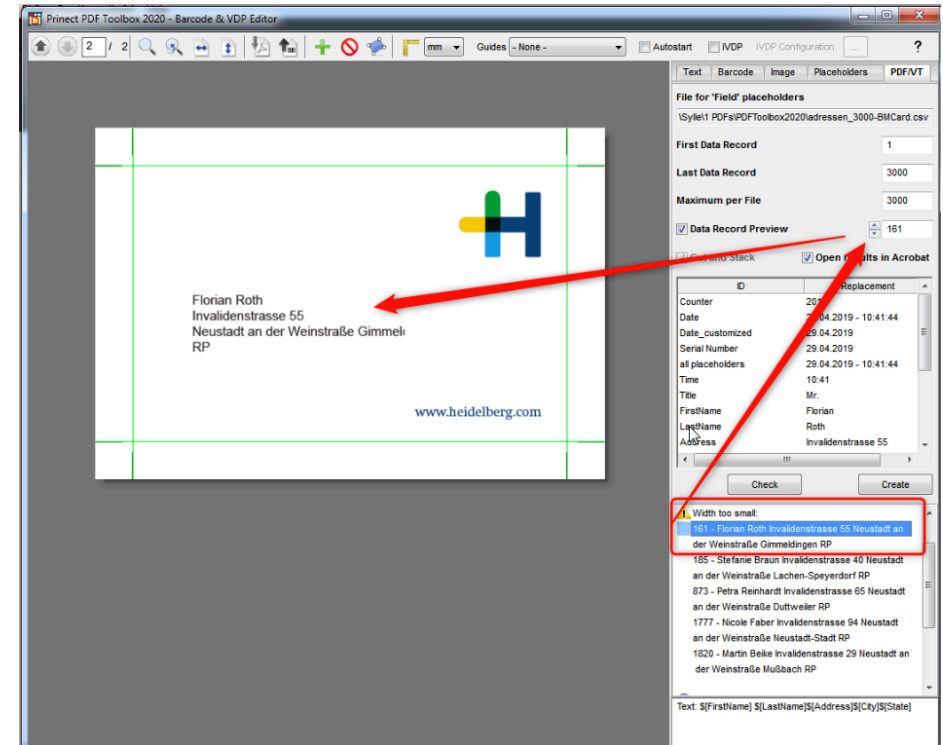 Prinect PDF Toolbox 2020 - Barcode & VDP Editor
2 / 2 mm Guides - None - Autostart IVDP IVDP Configuration ... ?
Text Barcode Image Placeholders PDF/VT
File for 'Field' placeholders
\Sylle\1 PDFs\PDFToolbox2020\adressen_3000-BMCard.csv
First Data Record 1
Last Data Record 3000
Maximum per File 3000
Data Record Preview 161
and Stack Open in Acrobat
ID Replacement
Counter
Date 29.04.2019 - 10:41:44
Date_customized 29.04.2019
Serial Number 29.04.2019
all placeholders 29.04.2019 - 10:41:44
Time 10:41
Title Mr.
FirstName Florian
LastName Roth
Address Invalidenstrasse 55
Check Create
Width too small:
161 - Florian Roth Invalidenstrasse 55 Neustadt an
der Weinstraße Gimmeldingen RP
185 - Stefanie Braun Invalidenstrasse 40 Neustadt
an der Weinstraße Lachen-Speyerdorf RP
873 - Petra Reinhardt Invalidenstrasse 65 Neustadt
an der Weinstraße Duttweiler RP
1777 - Nicole Faber Invalidenstrasse 94 Neustadt
an der Weinstraße Neustadt-Stadt RP
1820 - Martin Beike Invalidenstrasse 29 Neustadt an
der Weinstraße Mußbach RP
Text: $[FirstName] $[LastName]$[Address]$[City]$[State]
Florian Roth
Invalidenstrasse 55
Neustadt an der Weinstraße Gimmel
RP
www.heidelberg.com